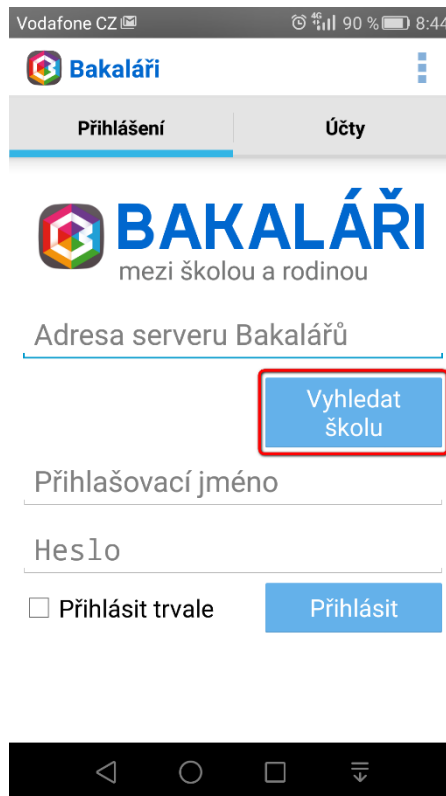 Vodafone CZ 4G 90 % 8:44
Bakaláři
Přihlášení Účty
BAKALÁŘI
mezi školou a rodinou
Adresa serveru Bakalářů
Vyhledat
školu
Přihlašovací jméno
Heslo
Přihlásit trvale Přihlásit